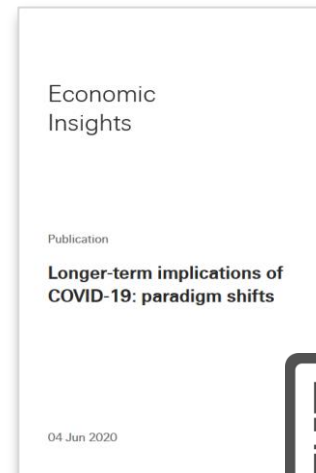 Economic
Insights
Publication
Longer-term implications of
COVID-19: paradigm shifts
04 Jun 2020